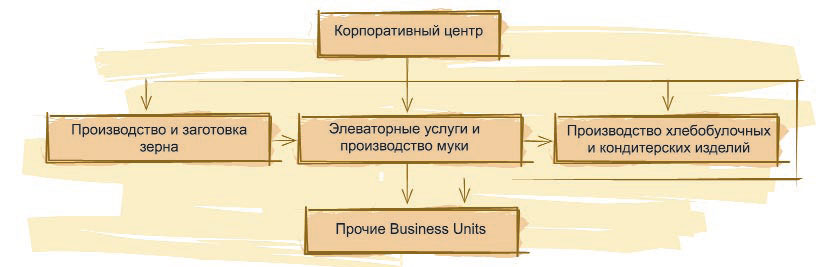 Корпоративный центр
Производство и заготовка
зерна
Элеваторные услуги и
производство муки
Производство хлебобулочных
и кондитерских изделий
Прочие Business Units